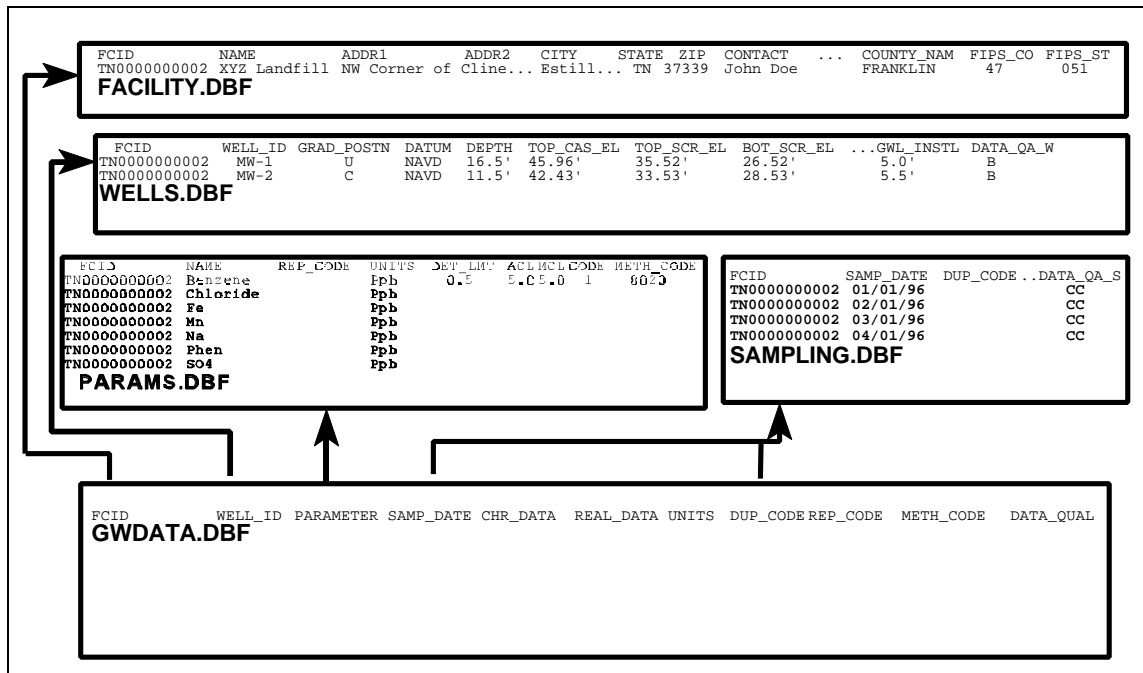 FCID NAME ADDR1 ADDR2 CITY STATE ZIP CONTACT ... COUNTY_NAM FIPS_CO FIPS_ST
TN0000000002 XYZ Landfill NW Corner of Cline... Estill... TN 37339 John Doe FRANKLIN 47 051
FACILITY.DBF
FCID WELL_ID GRAD_POSTN DATUM DEPTH TOP_CAS_EL TOP_SCR_EL BOT_SCR_EL ...GWL_INSTL DATA_QA_W
TN0000000002 MW-1 U NAVD 16.5' 45.96' 35.52' 26.52' 5.0' B
TN0000000002 MW-2 C NAVD 11.5' 42.43' 33.53' 28.53' 5.5' B
WELLS.DBF
FCID NAME REP_CODE UNITS DET_LMT ACL MCL CODE METH_CODE
TN0000000002 Benzene Ppb 0.5 5.0 5.0 1 8020
TN0000000002 Chloride Ppb
TN0000000002 Fe Ppb
TN0000000002 Mn Ppb
TN0000000002 Na Ppb
TN0000000002 Phen Ppb
TN0000000002 SO4 Ppb
PARAMS.DBF
FCID SAMP_DATE DUP_CODE..DATA_QA_S
TN0000000002 01/01/96 CC
TN0000000002 02/01/96 CC
TN0000000002 03/01/96 CC
TN0000000002 04/01/96 CC
SAMPLING.DBF
FCID WELL_ID PARAMETER SAMP_DATE CHR_DATA REAL_DATA UNITS DUP_CODE REP_CODE METH_CODE DATA_QUAL
GWDATA.DBF